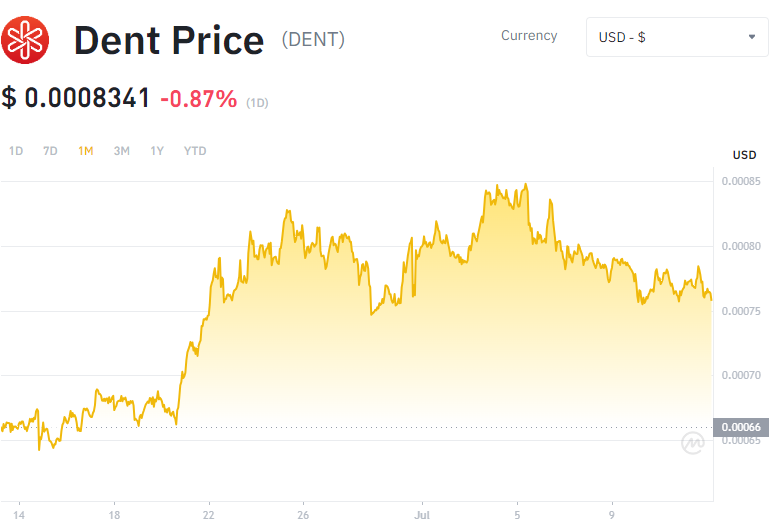 Dent Price (DENT)
Currency
USD - $
$ 0.0008341 -0.87% (1D)
1D 7D 1M 3M 1Y YTD
USD
0.00085
0.00080
0.00075
0.00070
0.00066
0.00065
14 18 22 26 Jul 5 9